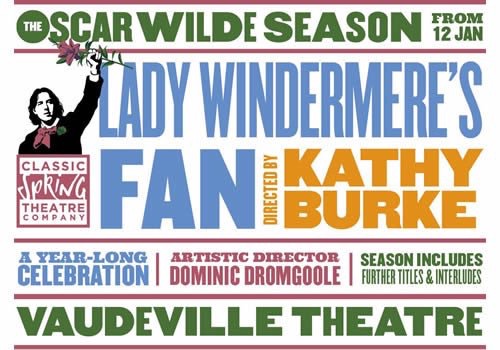 THE OSCAR WILDE SEASON FROM
12 JAN
LADY WINDERMERE'S
FAN DIRECTED BY KATHY
BURKE
CLASSIC
Spring
THEATRE
COMPANY
A YEAR-LONG
CELEBRATION
ARTISTIC DIRECTOR
DOMINIC DROMGOOLE
SEASON INCLUDES
FURTHER TITLES & INTERLUDES
VAUDEVILLE THEATRE